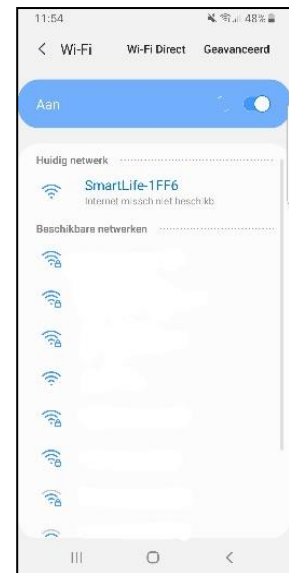 11:54 48%
Wi-Fi Wi-Fi Direct Geavanceerd
Aan
Huidig netwerk
SmartLife-1FF6
Internet missch niet beschikb
Beschikbare netwerken